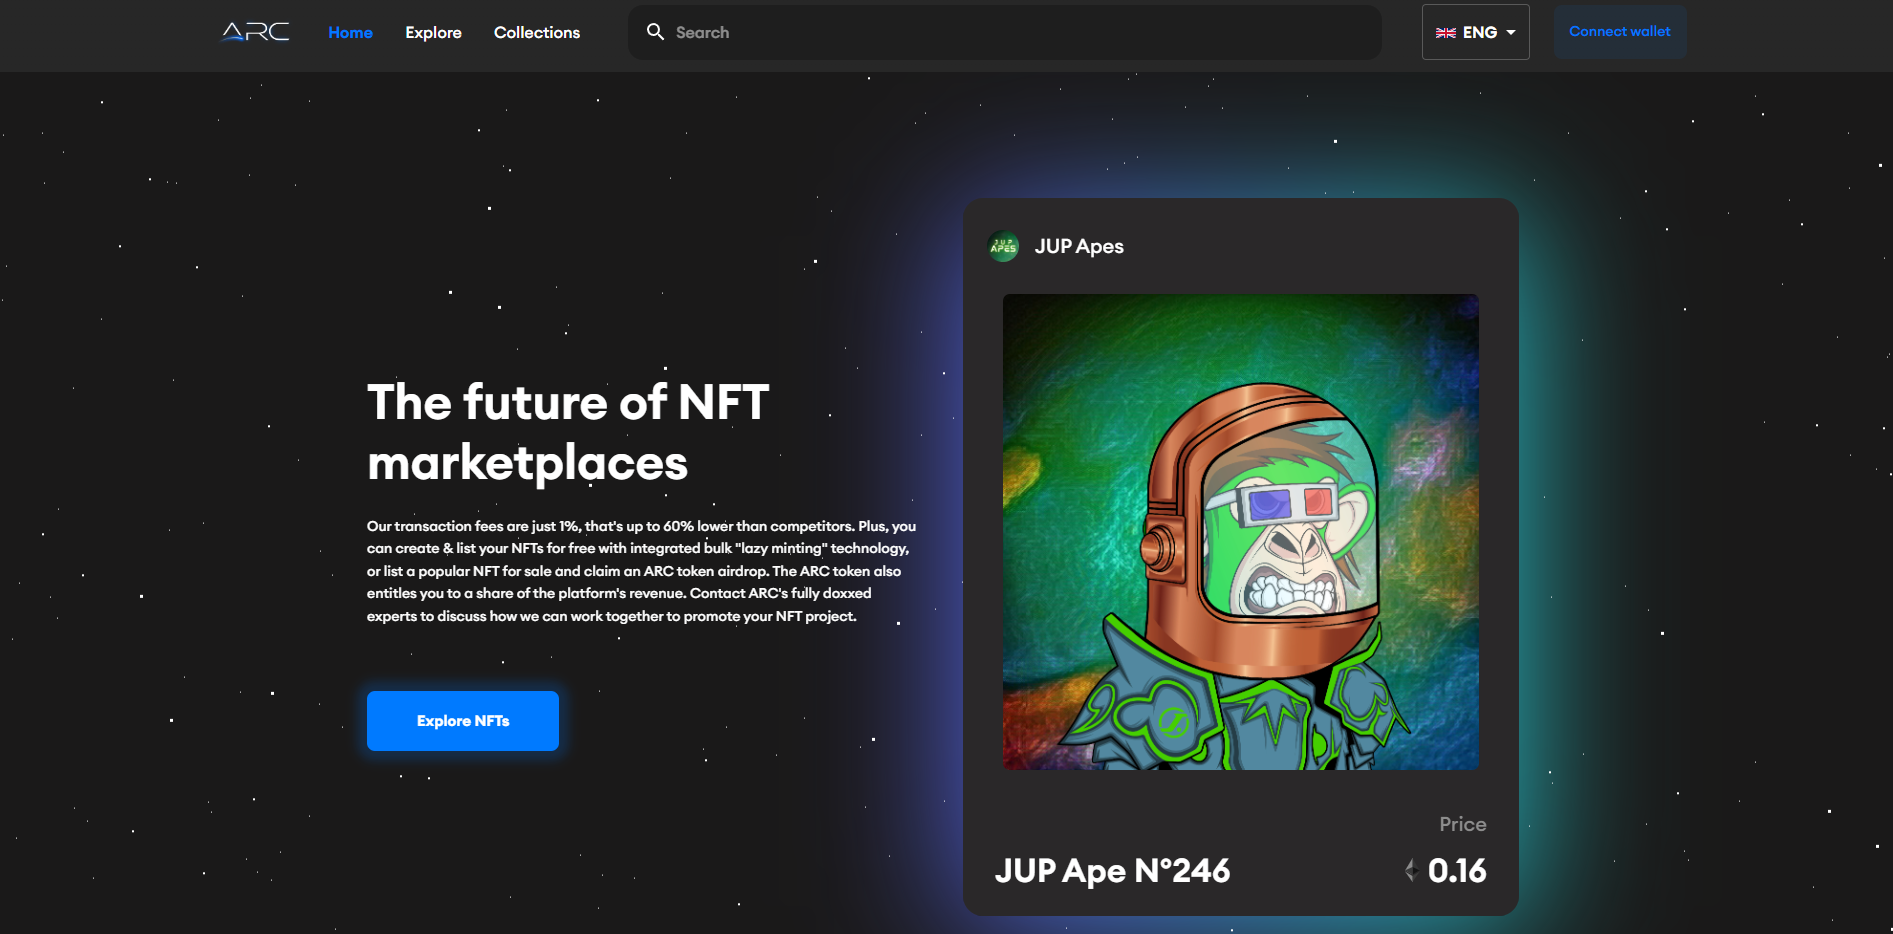 ARC
Home
Explore
Collections
Search
ENG
Connect wallet
JUP Apes
JUP
APES
The future of NFT
marketplaces
Our transaction fees are just 1%, that's up to 60% lower than competitors. Plus, you
can create & list your NFTs for free with integrated bulk "lazy minting" technology,
or list a popular NFT for sale and claim an ARC token airdrop. The ARC token also
entitles you to a share of the platform's revenue. Contact ARC's fully doxxed
experts to discuss how we can work together to promote your NFT project.
Explore NFTs
Price
JUP Ape N°246
0.16